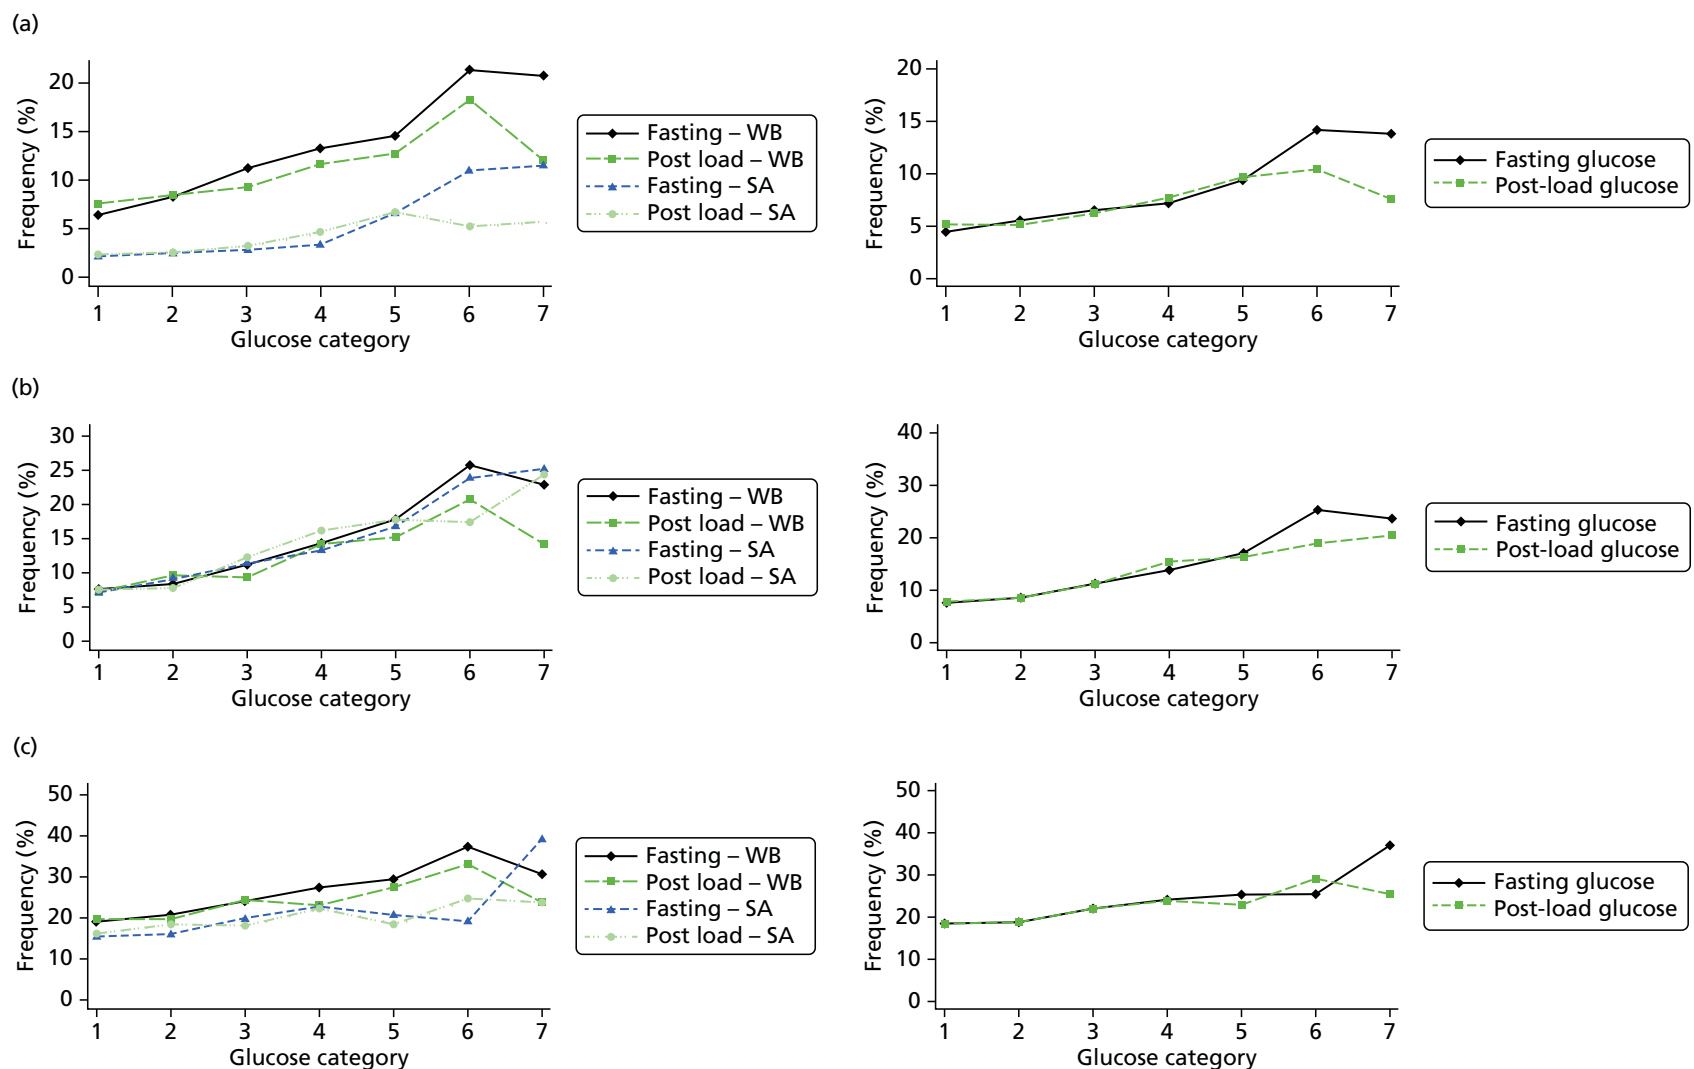 (a)
Frequency (%)
20
15
10
5
0
1 2 3 4 5 6 7
Glucose category
Fasting – WB
Post load – WB
Fasting – SA
Post load – SA
Frequency (%)
20
15
10
5
0
1 2 3 4 5 6 7
Glucose category
Fasting glucose
Post-load glucose
(b)
Frequency (%)
30
25
20
15
10
5
0
1 2 3 4 5 6 7
Glucose category
Fasting – WB
Post load – WB
Fasting – SA
Post load – SA
Frequency (%)
40
30
20
10
0
1 2 3 4 5 6 7
Glucose category
Fasting glucose
Post-load glucose
(c)
Frequency (%)
50
40
30
20
10
0
1 2 3 4 5 6 7
Glucose category
Fasting – WB
Post load – WB
Fasting – SA
Post load – SA
Frequency (%)
50
40
30
20
10
0
1 2 3 4 5 6 7
Glucose category
Fasting glucose
Post-load glucose